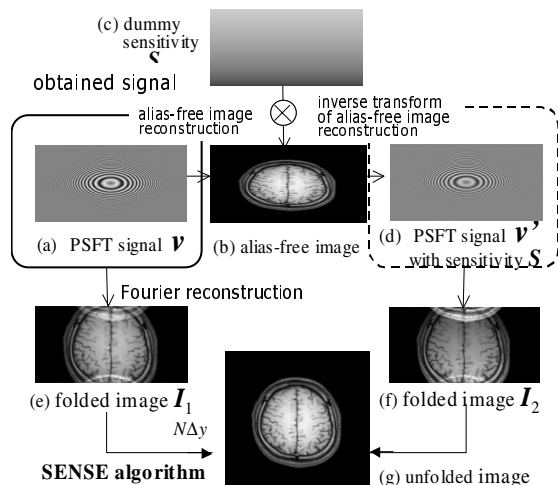 (c) dummy
sensitivity
S
obtained signal
alias-free image
reconstruction
inverse transform
of alias-free image
reconstruction
(a) PSFT signal v
(b) alias-free image
(d) PSFT signal v’
with sensitivity S
Fourier reconstruction
(e) folded image I1
(f) folded image I2
NΔy
SENSE algorithm
(g) unfolded image